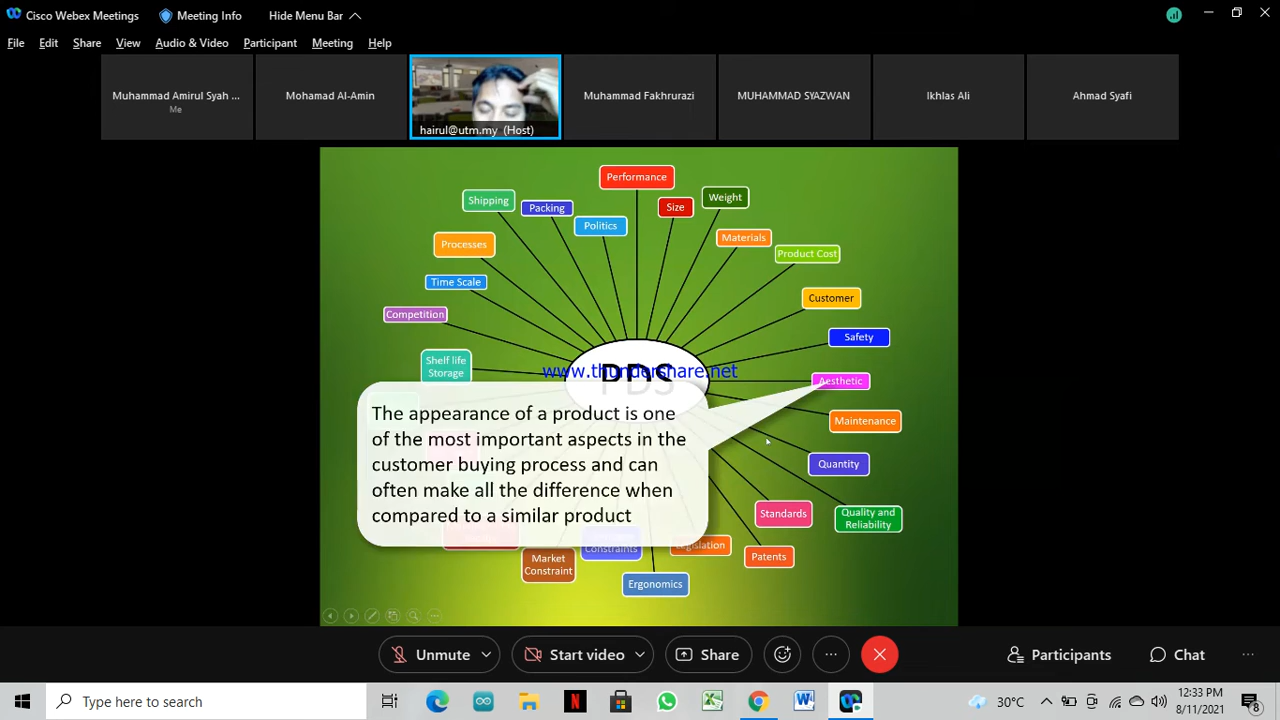 Cisco Webex Meetings Meeting Info Hide Menu Bar
File Edit Share View Audio & Video Participant Meeting Help
Muhammad Amirul Syah ...
Me
Mohamad Al-Amin
hairul@utm.my (Host)
Muhammad Fakhrurazi
MUHAMMAD SYAZWAN
Ikhlas Ali
Ahmad Syafi
Performance
Shipping
Packing
Politics
Size
Weight
Processes
Materials
Product Cost
Time Scale
Customer
Competition
Safety
Shelf life
Storage
PDS
www.thundershare.net
Aesthetic
The appearance of a product is one
of the most important aspects in the
customer buying process and can
often make all the difference when
compared to a similar product
Maintenance
Quantity
Standards
Quality and
Reliability
Constraints
Legislation
Patents
Market
Constraint
Ergonomics
Unmute Start video Share Participants Chat
Type here to search
30°C
12:33 PM
8/11/2021
8